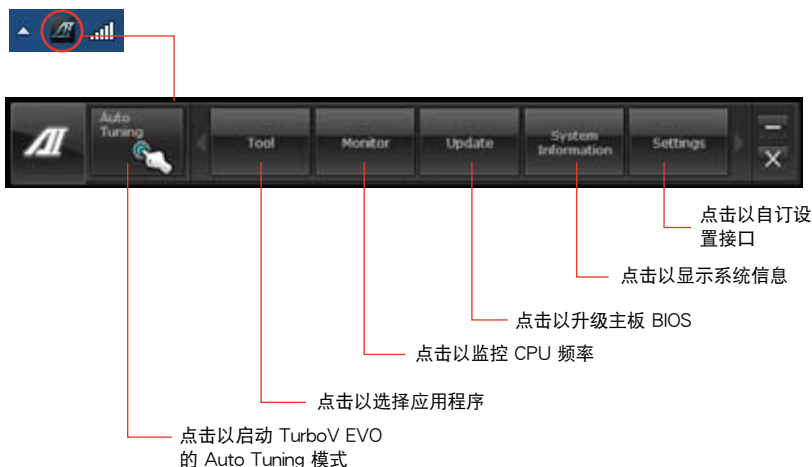 Auto
Tuning
Tool
Monitor
Update
System
Information
Settings
点击以自订设
置接口
点击以显示系统信息
点击以升级主板 BIOS
点击以监控 CPU 频率
点击以选择应用程序
点击以启动 TurboV EVO
的 Auto Tuning 模式